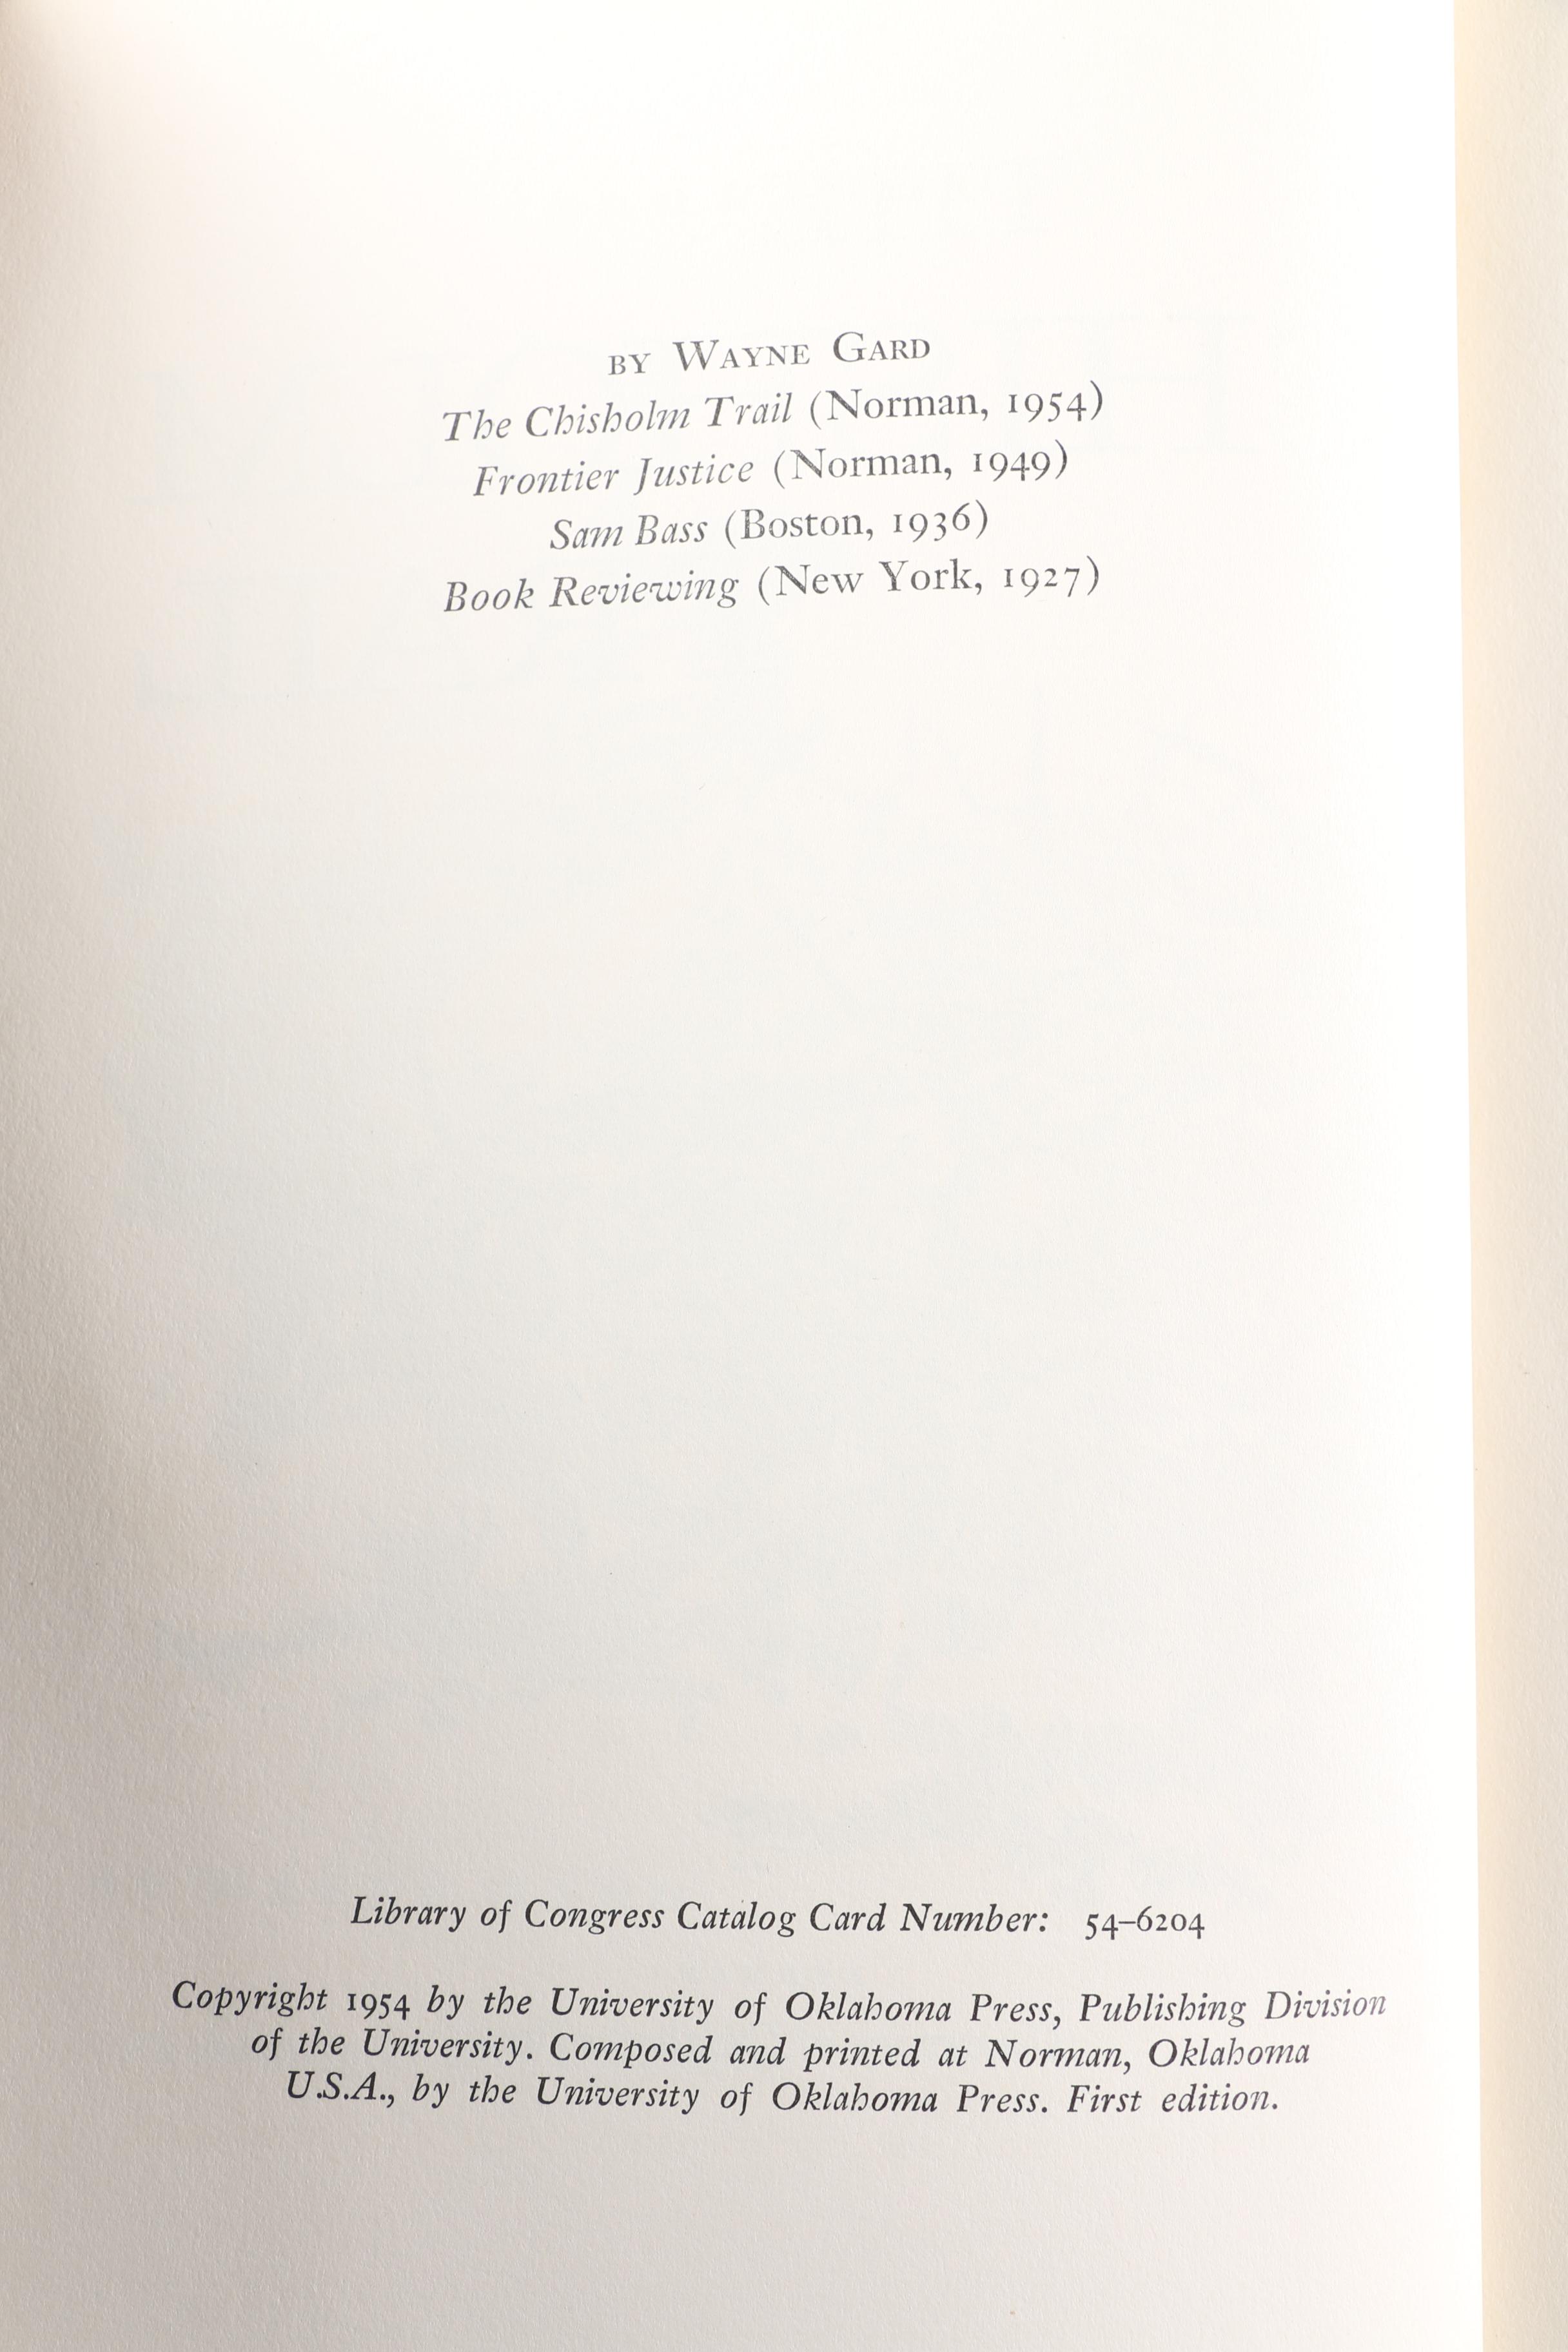 BY WAYNE GARD
The Chisholm Trail (Norman, 1954)
Frontier Justice (Norman, 1949)
Sam Bass (Boston, 1936)
Book Reviewing (New York, 1927)
Library of Congress Catalog Card Number: 54–6204
Copyright 1954 by the University of Oklahoma Press, Publishing Division
of the University. Composed and printed at Norman, Oklahoma
U.S.A., by the University of Oklahoma Press. First edition.